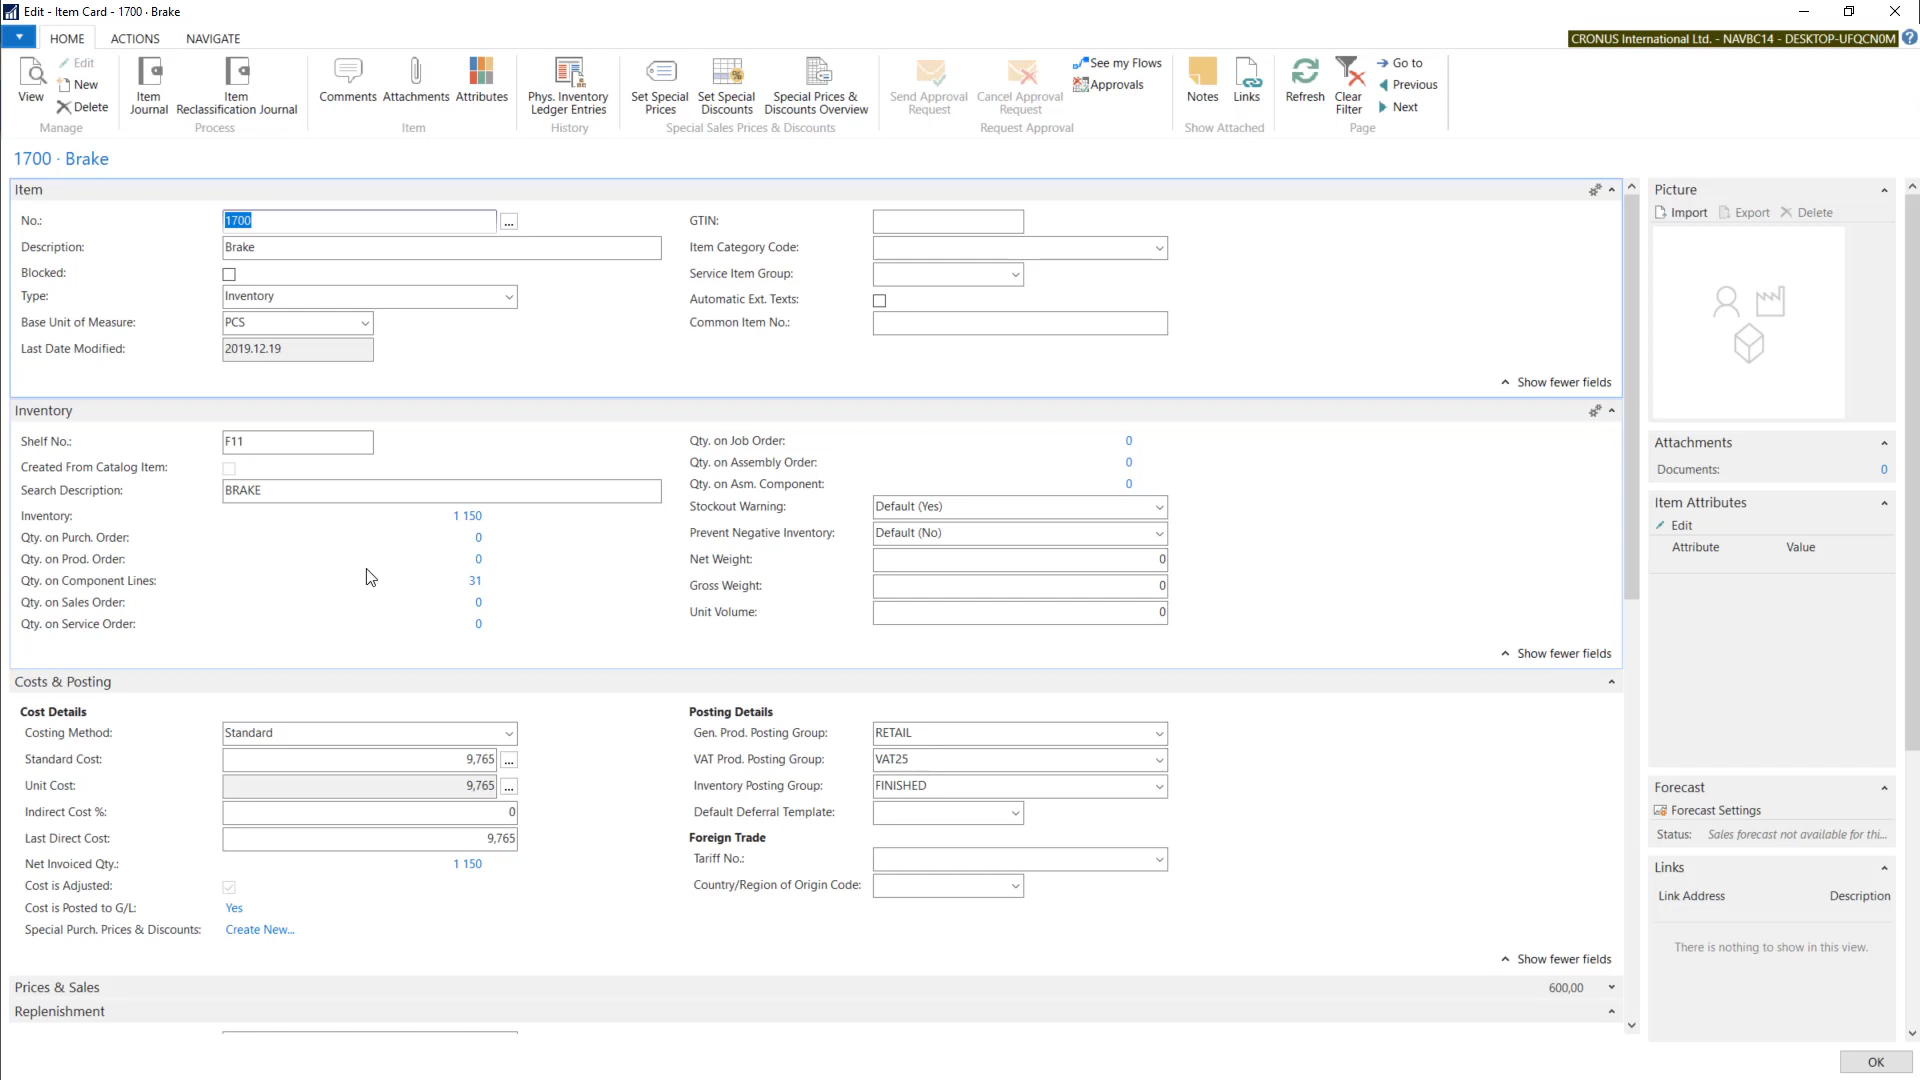 Edit - Item Card - 1700 · Brake
HOME ACTIONS NAVIGATE
CRONUS International Ltd. - NAVBC14 - DESKTOP-UFQCN0M
View
Edit
New
Delete
Manage
Item Journal
Item Reclassification Journal
Process
Comments
Attachments
Attributes
Item
Phys. Inventory Ledger Entries
History
Set Special Prices
Set Special Discounts
Special Prices & Discounts Overview
Special Sales Prices & Discounts
Send Approval Request
Cancel Approval Request
See my Flows
Approvals
Request Approval
Notes
Links
Show Attached
Refresh
Clear Filter
Go to
Previous
Next
Page
1700 · Brake
Item
No.: 1700 ...
Description: Brake
Blocked:
Type: Inventory
Base Unit of Measure: PCS
Last Date Modified: 2019.12.19
GTIN:
Item Category Code:
Service Item Group:
Automatic Ext. Texts:
Common Item No.:
Show fewer fields
Inventory
Shelf No.: F11
Created From Catalog Item:
Search Description: BRAKE
Inventory: 1 150
Qty. on Purch. Order: 0
Qty. on Prod. Order: 0
Qty. on Component Lines: 31
Qty. on Sales Order: 0
Qty. on Service Order: 0
Qty. on Job Order: 0
Qty. on Assembly Order: 0
Qty. on Asm. Component: 0
Stockout Warning: Default (Yes)
Prevent Negative Inventory: Default (No)
Net Weight: 0
Gross Weight: 0
Unit Volume: 0
Show fewer fields
Costs & Posting
Cost Details
Costing Method: Standard
Standard Cost: 9,765 ...
Unit Cost: 9,765 ...
Indirect Cost %: 0
Last Direct Cost: 9,765
Net Invoiced Qty.: 1 150
Cost is Adjusted:
Cost is Posted to G/L: Yes
Special Purch. Prices & Discounts: Create New...
Posting Details
Gen. Prod. Posting Group: RETAIL
VAT Prod. Posting Group: VAT25
Inventory Posting Group: FINISHED
Default Deferral Template:
Foreign Trade
Tariff No.:
Country/Region of Origin Code:
Show fewer fields
Prices & Sales 600,00
Replenishment
Picture
Import Export Delete
Attachments
Documents: 0
Item Attributes
Edit
Attribute Value
Forecast
Forecast Settings
Status: Sales forecast not available for thi...
Links
Link Address Description
There is nothing to show in this view.
OK